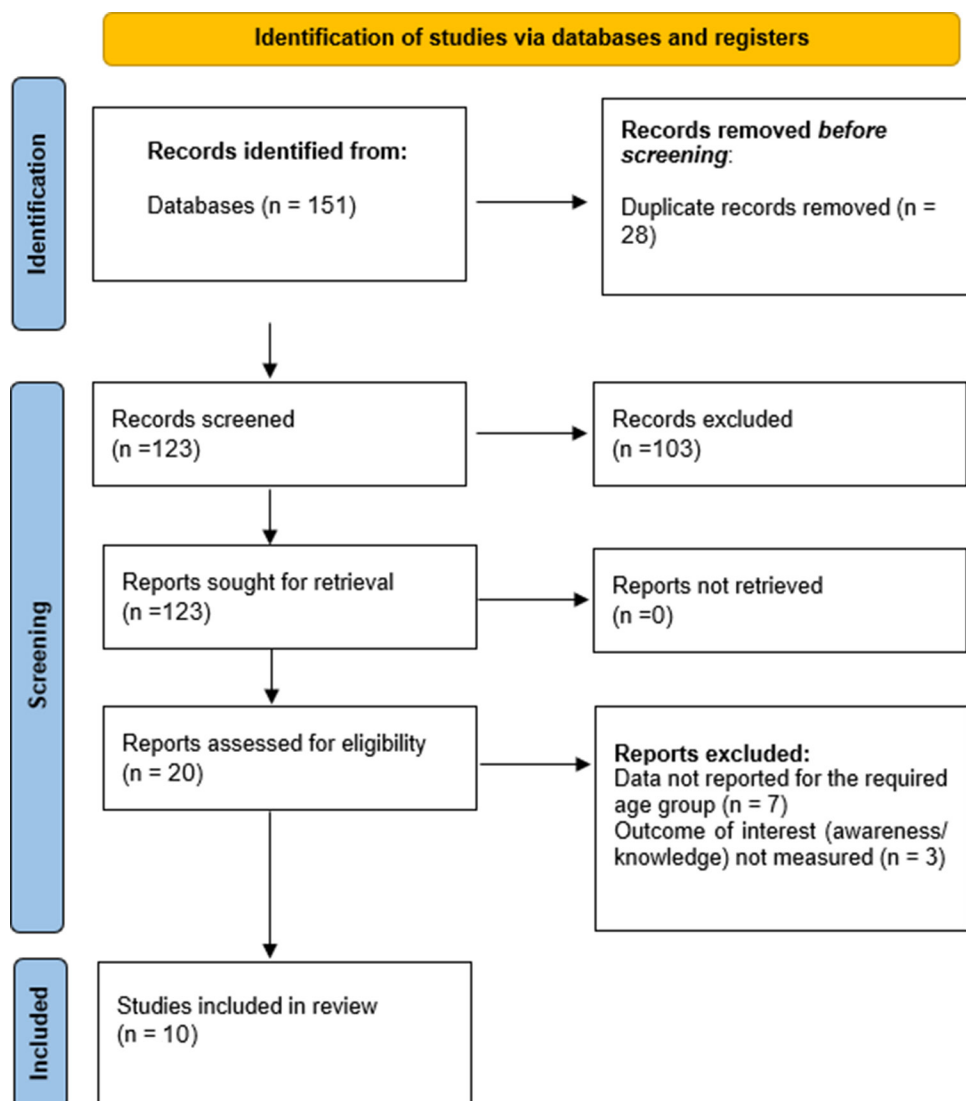 Identification of studies via databases and registers
Identification
Records identified from:
Databases (n = 151)
Records removed before
screening:
Duplicate records removed (n =
28)
Screening
Records screened
(n =123)
Records excluded
(n =103)
Reports sought for retrieval
(n =123)
Reports not retrieved
(n =0)
Reports assessed for eligibility
(n = 20)
Reports excluded:
Data not reported for the required
age group (n = 7)
Outcome of interest (awareness/
knowledge) not measured (n = 3)
Included
Studies included in review
(n = 10)